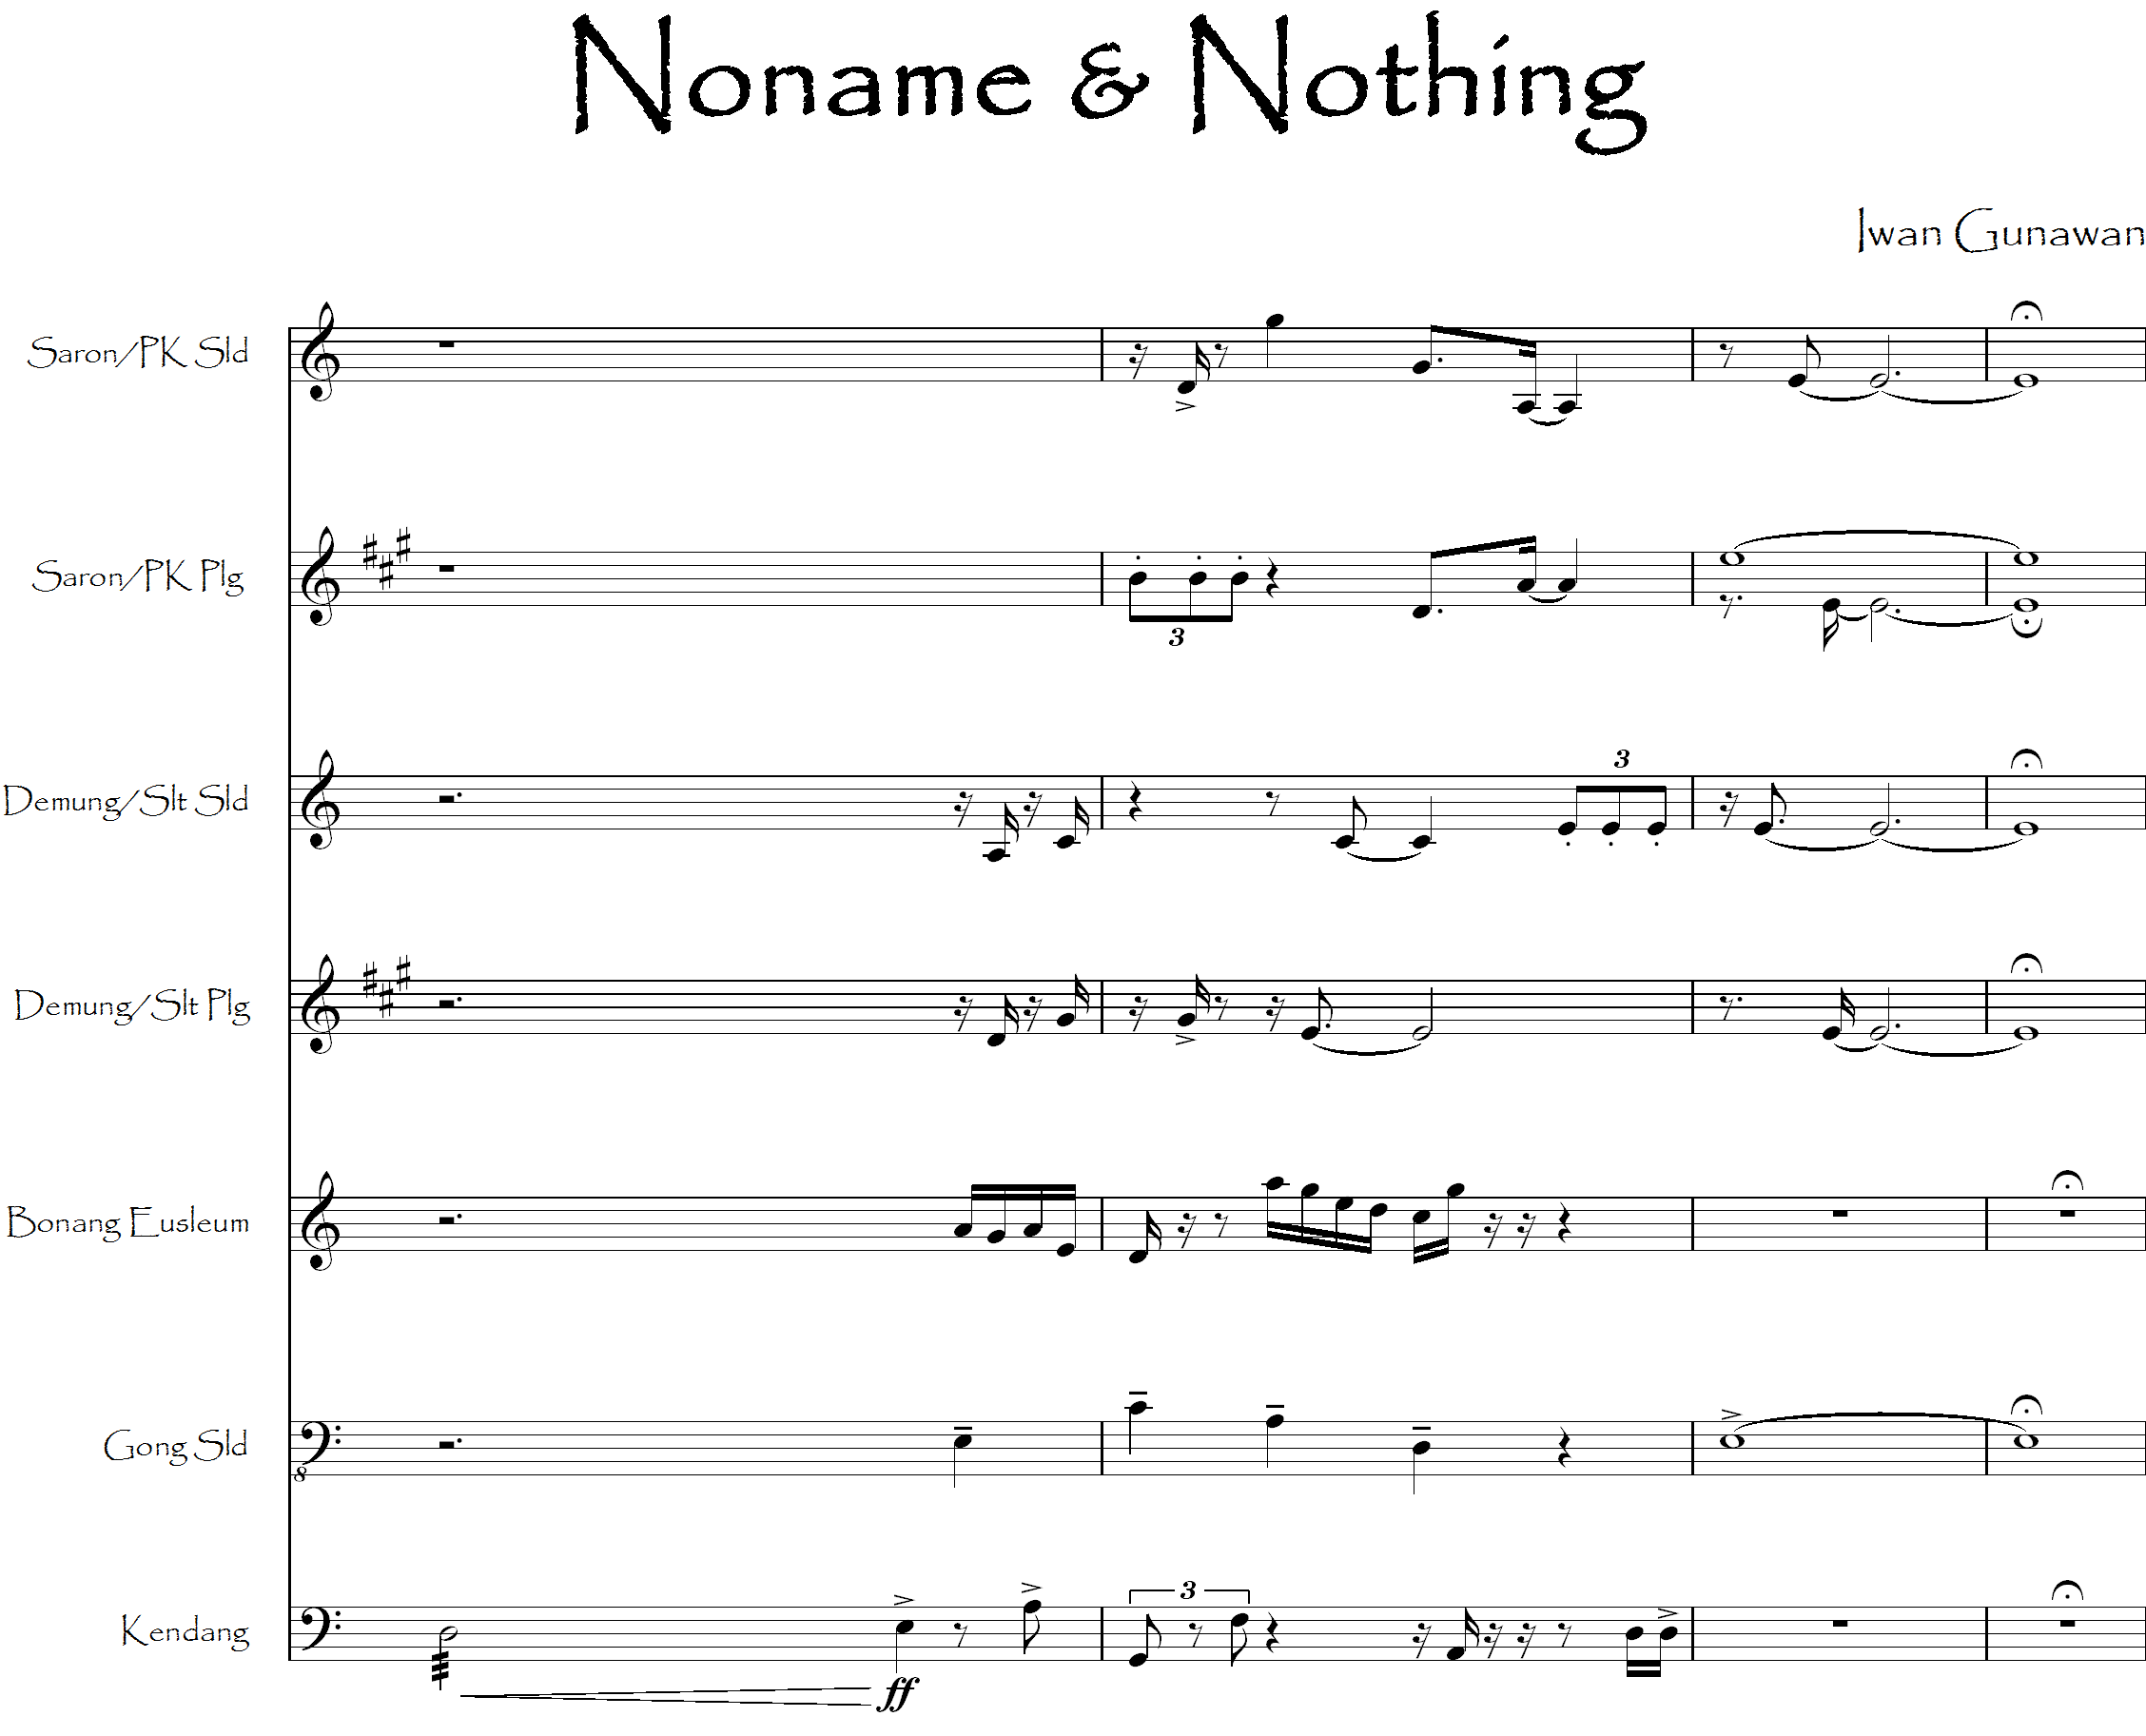 Noname & Nothing
Iwan Gunawan
Saron/PK Sld
Saron/PK Plg
3
Demung/Slt Sld
3
Demung/Slt Plg
Bonang Eusleum
Gong Sld
8
Kendang
3
ff